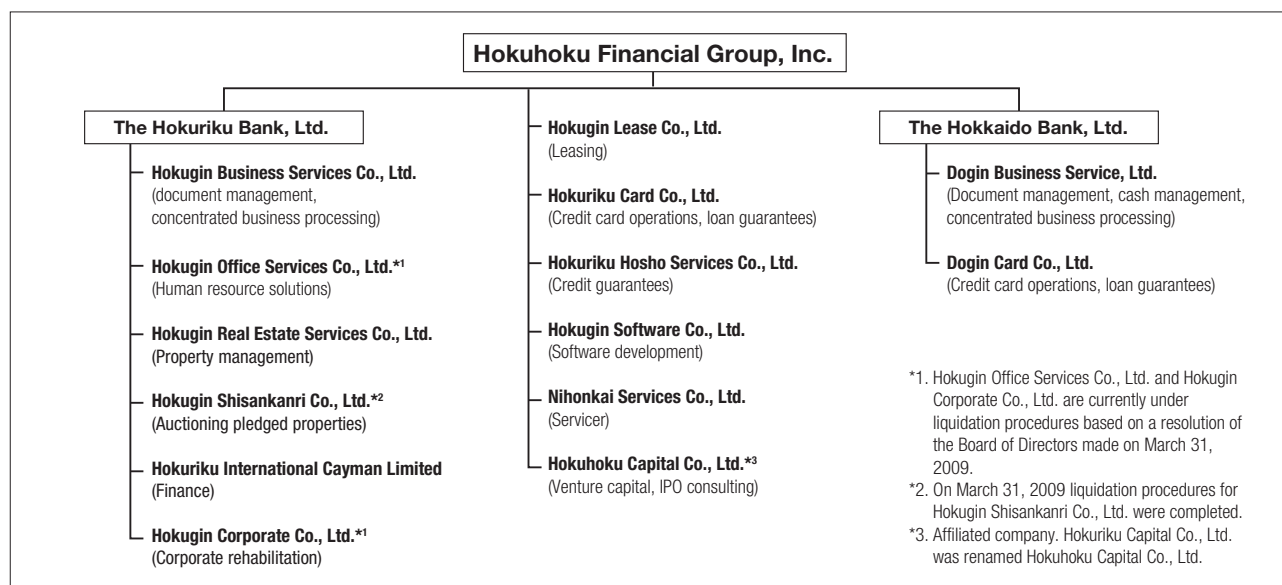 Hokuhoku Financial Group, Inc.
The Hokuriku Bank, Ltd.
Hokugin Business Services Co., Ltd.
(document management,
concentrated business processing)
Hokugin Office Services Co., Ltd.*1
(Human resource solutions)
Hokugin Real Estate Services Co., Ltd.
(Property management)
Hokugin Shisankanri Co., Ltd.*2
(Auctioning pledged properties)
Hokuriku International Cayman Limited
(Finance)
Hokugin Corporate Co., Ltd.*1
(Corporate rehabilitation)
Hokugin Lease Co., Ltd.
(Leasing)
Hokuriku Card Co., Ltd.
(Credit card operations, loan guarantees)
Hokuriku Hosho Services Co., Ltd.
(Credit guarantees)
Hokugin Software Co., Ltd.
(Software development)
Nihonkai Services Co., Ltd.
(Servicer)
Hokuhoku Capital Co., Ltd.*3
(Venture capital, IPO consulting)
The Hokkaido Bank, Ltd.
Dogin Business Service, Ltd.
(Document management, cash management,
concentrated business processing)
Dogin Card Co., Ltd.
(Credit card operations, loan guarantees)
*1. Hokugin Office Services Co., Ltd. and Hokugin
Corporate Co., Ltd. are currently under
liquidation procedures based on a resolution of
the Board of Directors made on March 31,
2009.
*2. On March 31, 2009 liquidation procedures for
Hokugin Shisankanri Co., Ltd. were completed.
*3. Affiliated company. Hokuriku Capital Co., Ltd.
was renamed Hokuhoku Capital Co., Ltd.